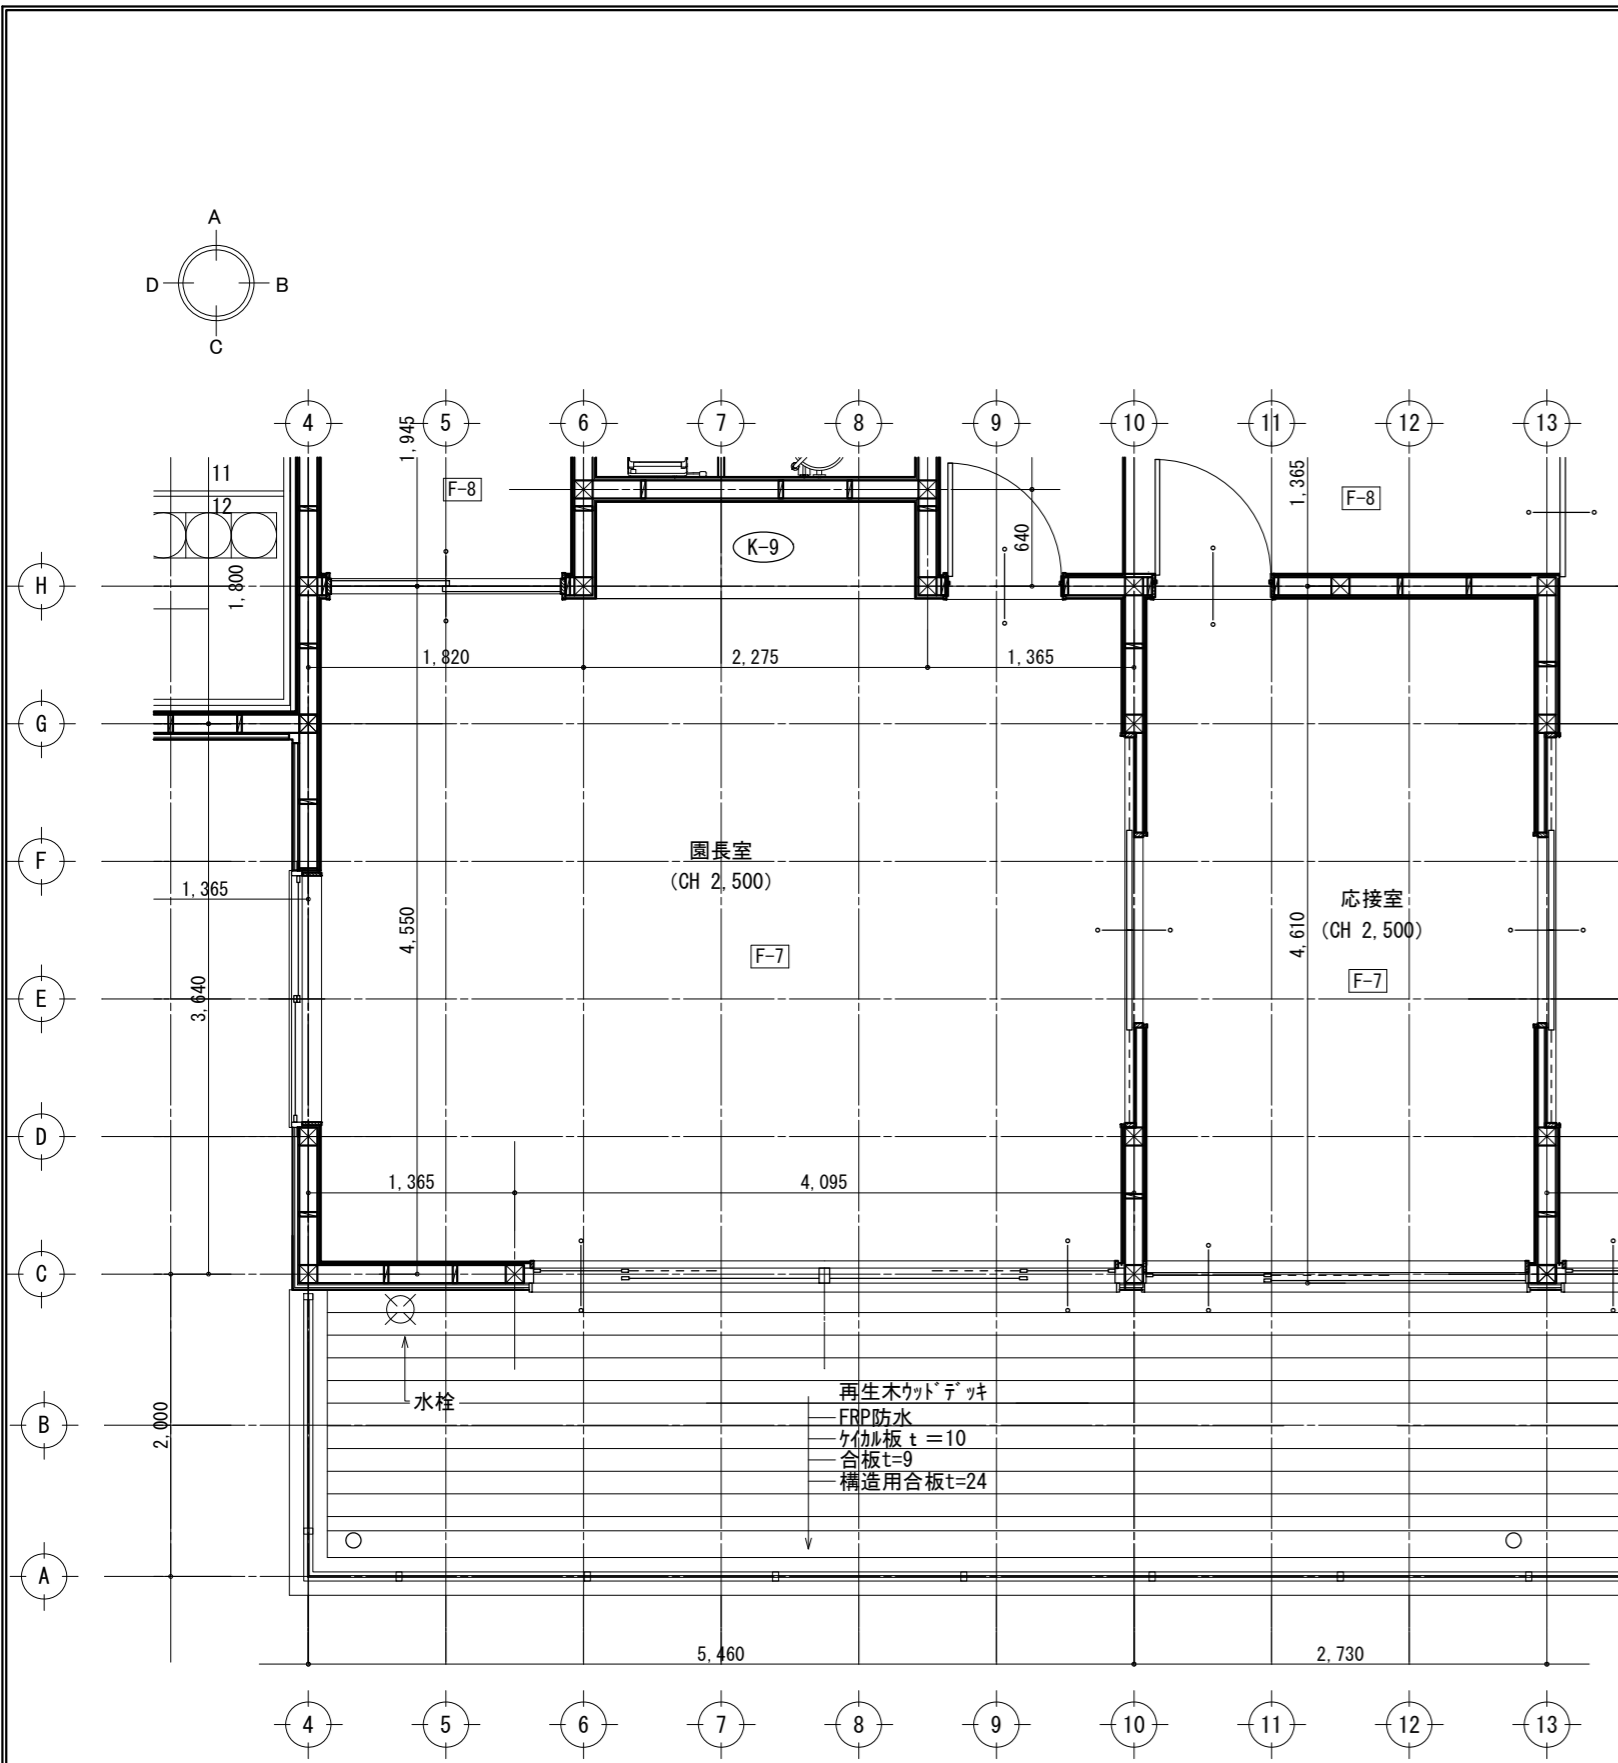 A
D B
C
4 5 6 7 8 9 10 11 12 13
11
12
1,800
1,945
F-8
K-9
640
1,365
F-8
H
1,820 2,275 1,365
G
F
園長室
(CH 2,500)
F-7
1,365
4,550
3,640
応接室
(CH 2,500)
F-7
4,610
E
D
1,365 4,095
C
水栓
再生木ウッドデッキ
FRP防水
ケイカル板 t =10
合板t=9
構造用合板t=24
B
2,000
A
5,460 2,730
4 5 6 7 8 9 10 11 12 13